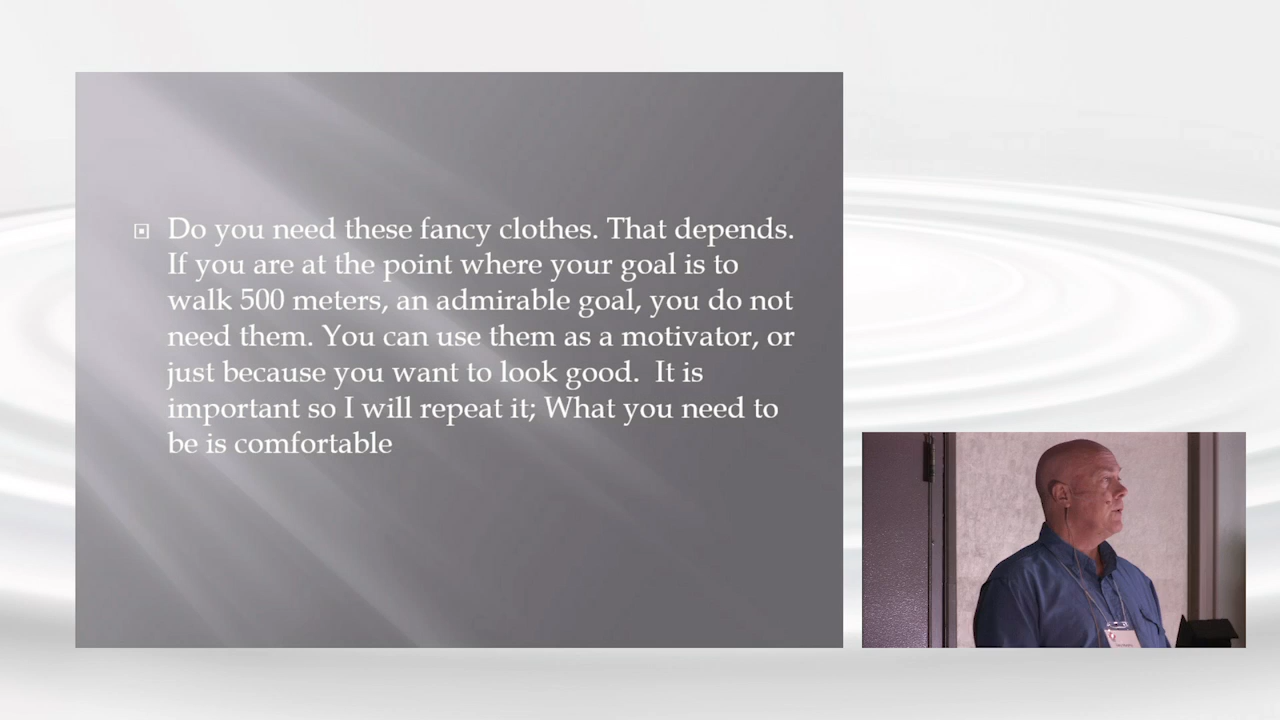 Do you need these fancy clothes. That depends.
If you are at the point where your goal is to
walk 500 meters, an admirable goal, you do not
need them. You can use them as a motivator, or
just because you want to look good.  It is
important so I will repeat it; What you need to
be is comfortable